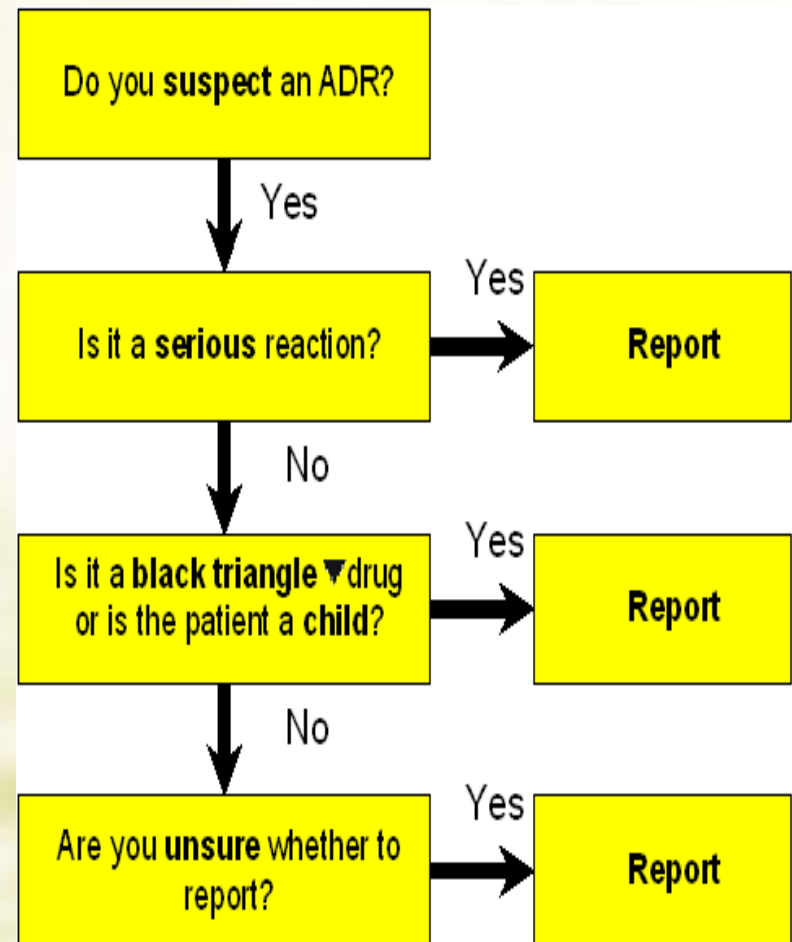 Do you suspect an ADR?
Yes
Is it a serious reaction?
Yes
Report
No
Is it a black triangle ▼drug
or is the patient a child?
Yes
Report
No
Are you unsure whether to
report?
Yes
Report